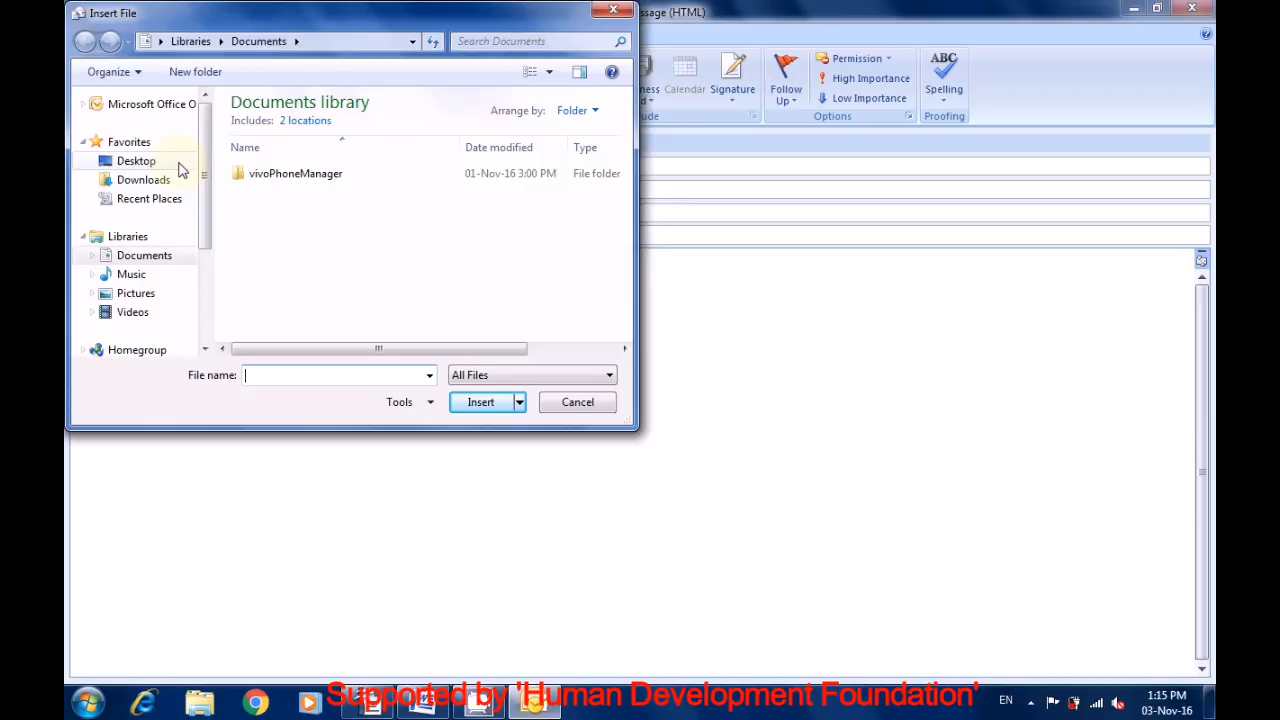 Insert File
ssage (HTML)
Libraries
Documents
Search Documents
Organize
New folder
Microsoft Office O
Favorites
Desktop
Downloads
Recent Places
Libraries
Documents
Music
Pictures
Videos
Homegroup
Documents library
Includes: 2 locations
Arrange by: Folder
Name
Date modified
Type
vivoPhoneManager
01-Nov-16 3:00 PM
File folder
File name:
All Files
Tools
Insert
Cancel
ness
Calendar
Signature
ude
Follow
Up
Permission
High Importance
Low Importance
Options
ABC
Spelling
Proofing
Supported by 'Human Development Foundation'
EN
1:15 PM
03-Nov-16